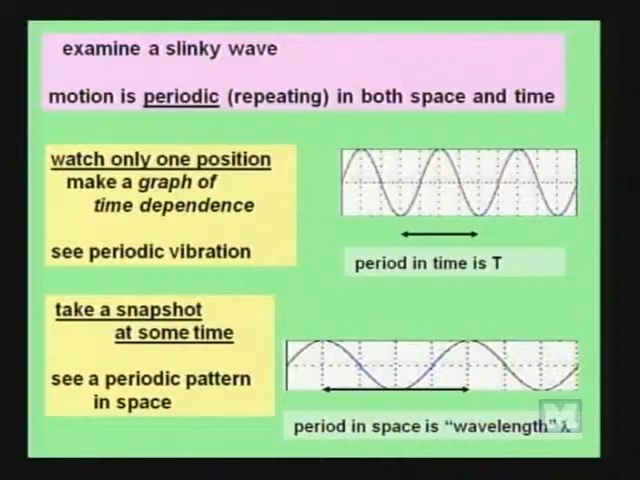 examine a slinky wave
motion is periodic (repeating) in both space and time
watch only one position
make a graph of
time dependence
see periodic vibration
period in time is T
take a snapshot
at some time
see a periodic pattern
in space
period in space is “wavelength” λ
M